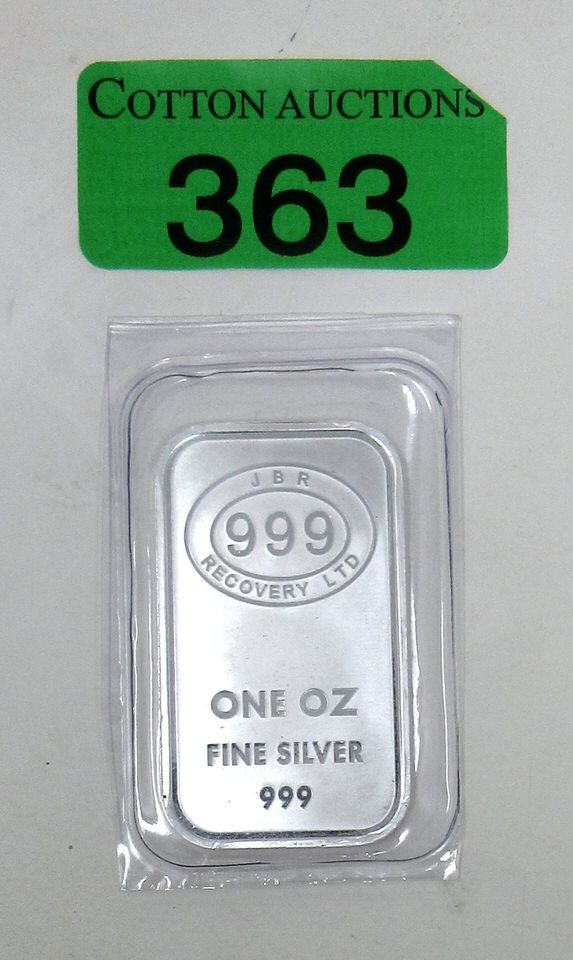 COTTON AUCTIONS
363
JBR
999
RECOVERY LTD
ONE OZ
FINE SILVER
999